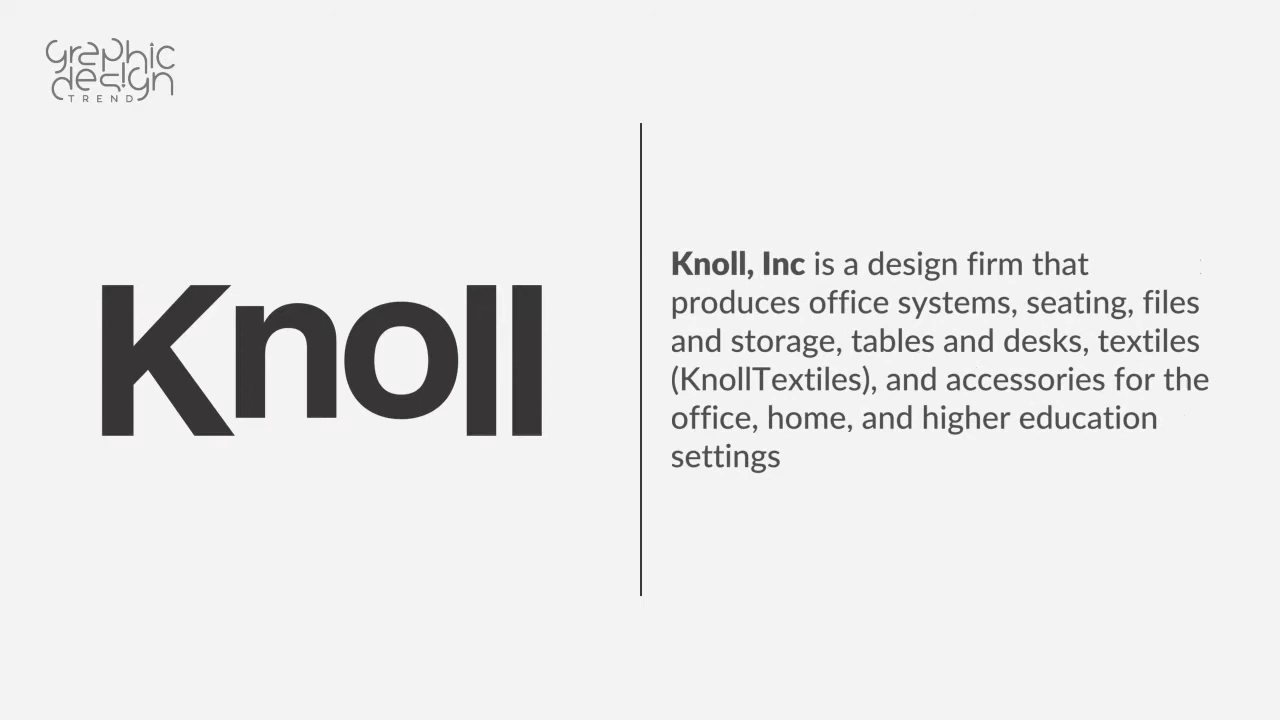 graphic
design
TREND
Knoll
Knoll, Inc is a design firm that
produces office systems, seating, files
and storage, tables and desks, textiles
(KnollTextiles), and accessories for the
office, home, and higher education
settings